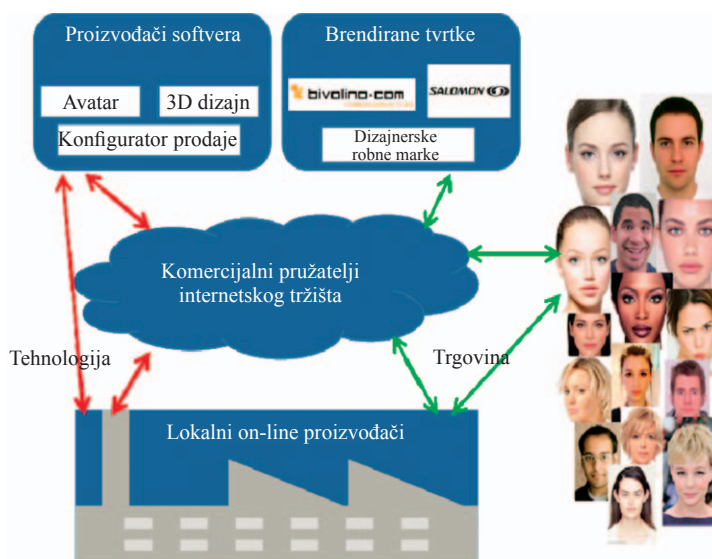 Proizvođači softvera
Avatar
3D dizajn
Konfigurator prodaje
Brendirane tvrtke
bivolino.com
SALOMON
Dizajnerske
robne marke
Komercijalni pružatelji
internetskog tržišta
Tehnologija
Trgovina
Lokalni on-line proizvođači